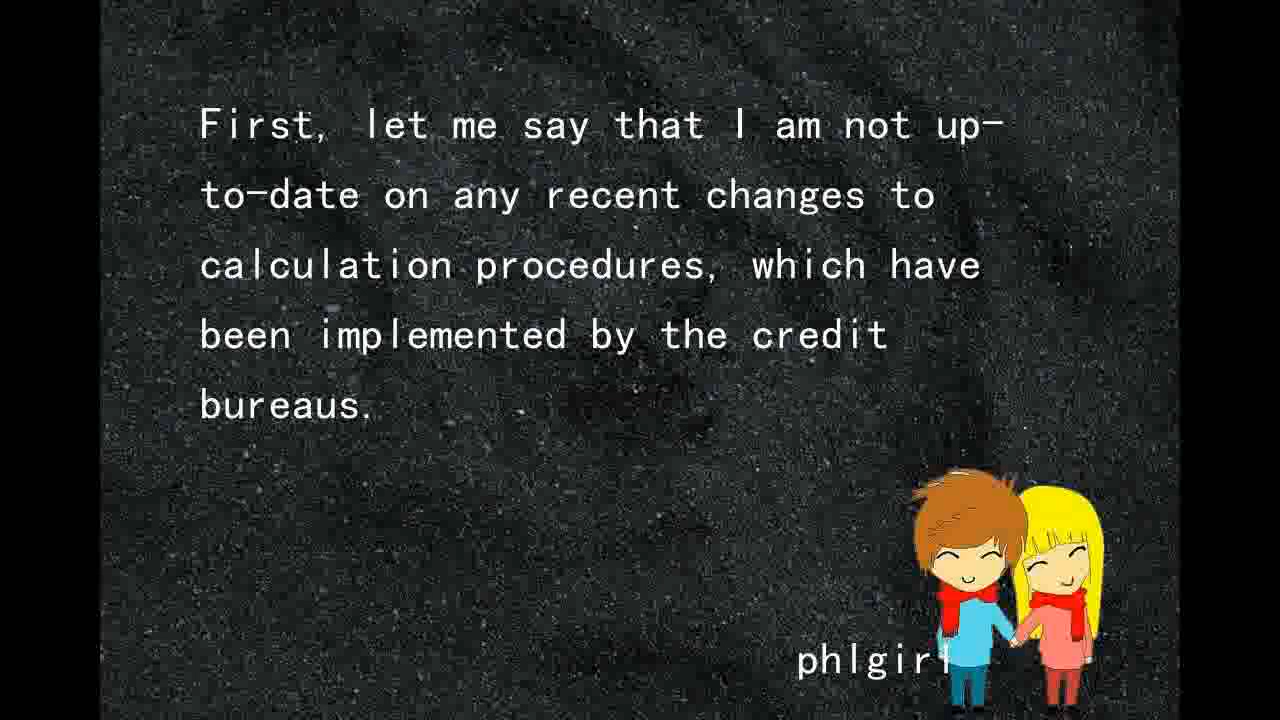 First, let me say that I am not up-
to-date on any recent changes to
calculation procedures, which have
been implemented by the credit
bureaus.
phlgirl